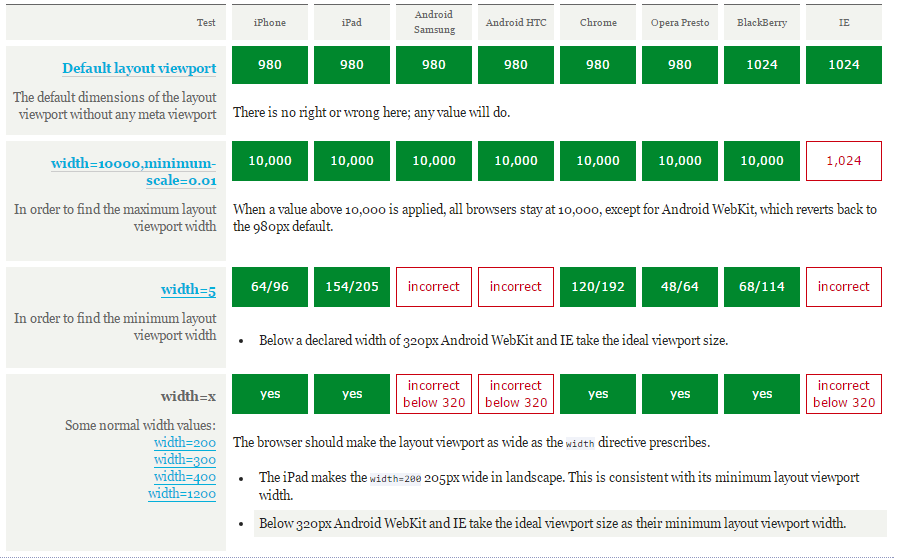 Test iPhone iPad Android Samsung Android HTC Chrome Opera Presto BlackBerry IE
Default layout viewport 980 980 980 980 980 980 1024 1024
The default dimensions of the layout
viewport without any meta viewport
There is no right or wrong here; any value will do.
width=10000,minimum-
scale=0.01
10,000 10,000 10,000 10,000 10,000 10,000 10,000 1,024
In order to find the maximum layout
viewport width
When a value above 10,000 is applied, all browsers stay at 10,000, except for Android WebKit, which reverts back to
the 980px default.
width=5 64/96 154/205 incorrect incorrect 120/192 48/64 68/114 incorrect
In order to find the minimum layout
viewport width
• Below a declared width of 320px Android WebKit and IE take the ideal viewport size.
width=x yes yes incorrect below 320 incorrect below 320 yes yes yes incorrect below 320
Some normal width values:
width=200
width=300
width=400
width=1200
The browser should make the layout viewport as wide as the width directive prescribes.
• The iPad makes the width=200 205px wide in landscape. This is consistent with its minimum layout viewport
width.
• Below 320px Android WebKit and IE take the ideal viewport size as their minimum layout viewport width.